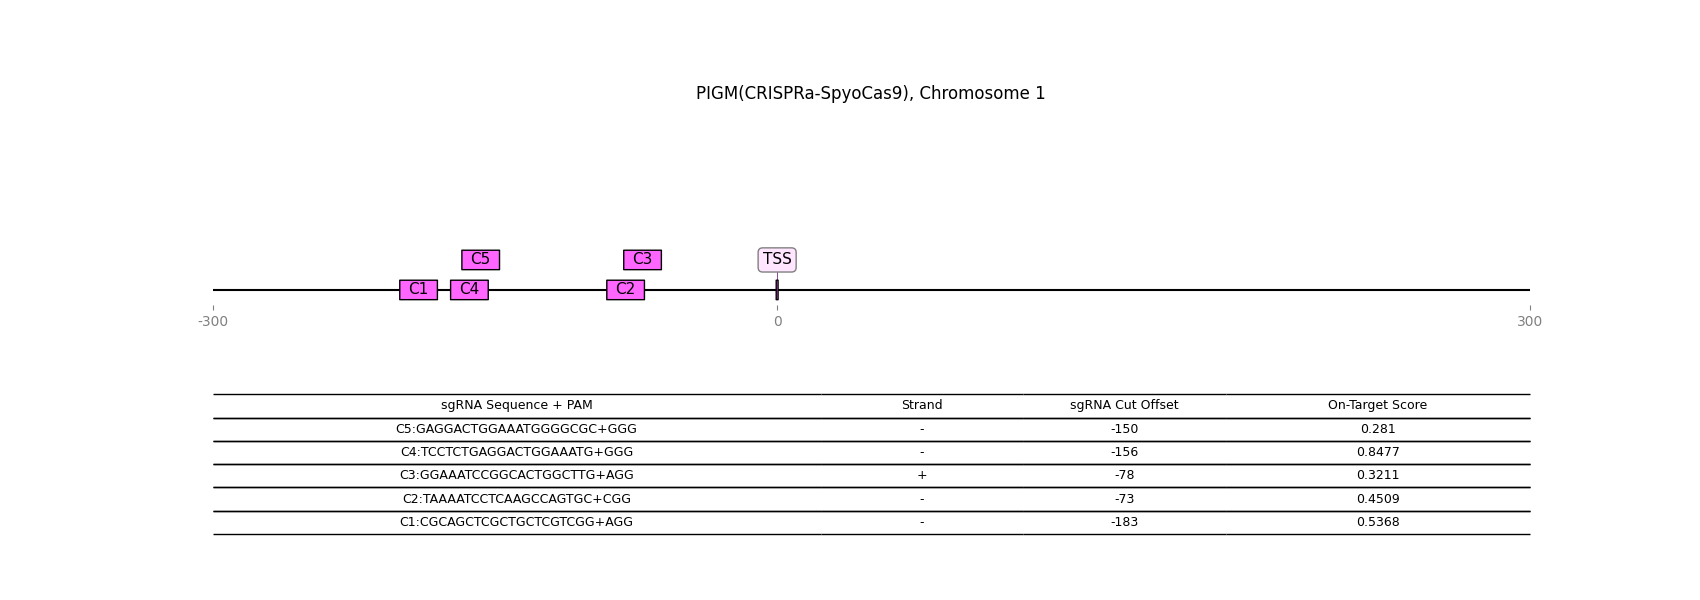 PIGM(CRISPRa-SpyoCas9), Chromosome 1
C5 C3 TSS
C1 C4 C2
-300 0 300
sgRNA Sequence + PAM Strand sgRNA Cut Offset On-Target Score
C5:GAGGACTGGAAATGGGGCGC+GGG - -150 0.281
C4:TCCTCTGAGGACTGGAAATG+GGG - -156 0.8477
C3:GGAAATCCGGCACTGGCTTG+AGG + -78 0.3211
C2:TAAAATCCTCAAGCCAGTGC+CGG - -73 0.4509
C1:CGCAGCTCGCTGCTCGTCGG+AGG - -183 0.5368